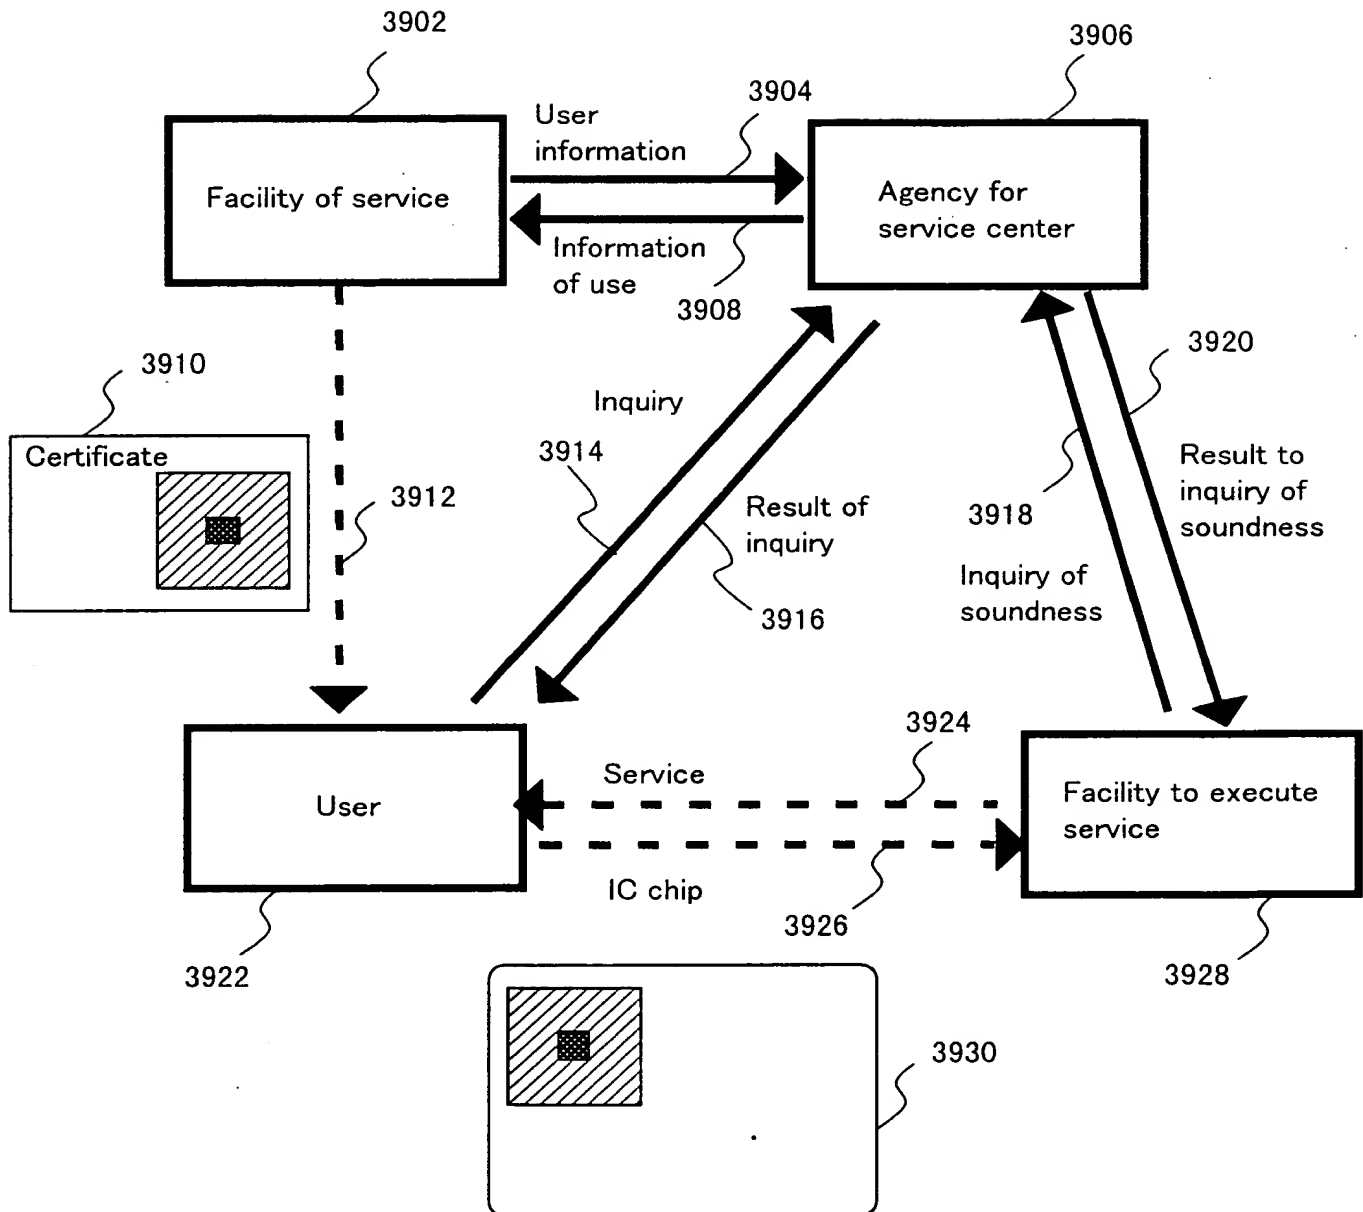 3902
3906
3904
User
information
Facility of service
Agency for
service center
Information
of use
3908
3910
3920
Inquiry
Certificate
3914
3912
Result of
inquiry
3918
Result to
inquiry of
soundness
Inquiry of
soundness
3916
3924
Service
User
Facility to execute
service
IC chip
3926
3922
3928
3930